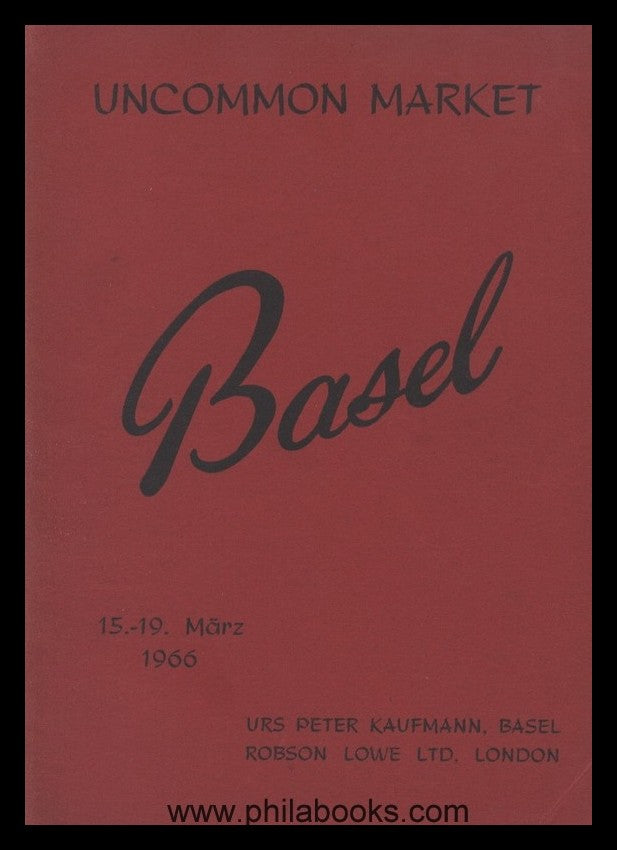 UNCOMMON MARKET
Basel
15.-19. März
1966
URS PETER KAUFMANN, BASEL
ROBSON LOWE LTD. LONDON
www.philabooks.com